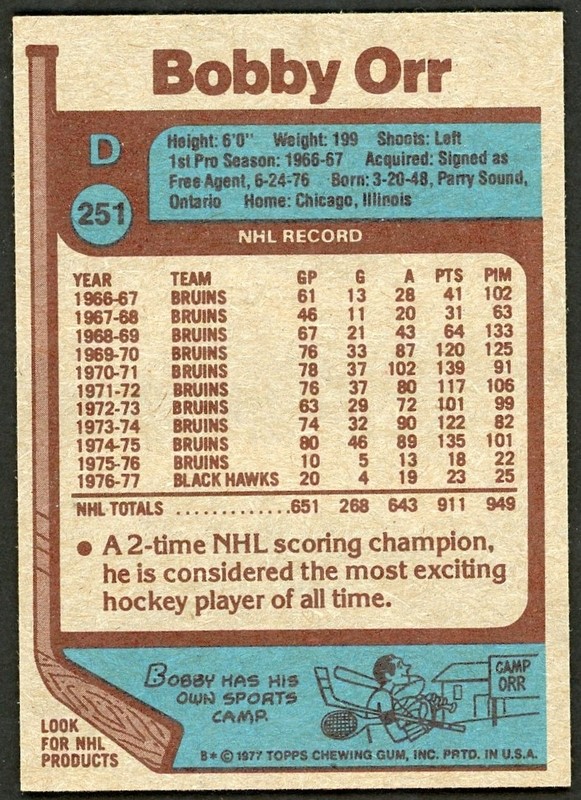 Bobby Orr
D
251
Height: 6'0" Weight: 199 Shoots: Left
1st Pro Season: 1966-67 Acquired: Signed as
Free Agent, 6-24-76 Born: 3-20-48, Parry Sound,
Ontario Home: Chicago, Illinois
NHL RECORD
YEAR TEAM GP G A PTS PIM
1966-67 BRUINS 61 13 28 41 102
1967-68 BRUINS 46 11 20 31 63
1968-69 BRUINS 67 21 43 64 133
1969-70 BRUINS 76 33 87 120 125
1970-71 BRUINS 78 37 102 139 91
1971-72 BRUINS 76 37 80 117 106
1972-73 BRUINS 63 29 72 101 99
1973-74 BRUINS 74 32 90 122 82
1974-75 BRUINS 80 46 89 135 101
1975-76 BRUINS 10 5 13 18 22
1976-77 BLACK HAWKS 20 4 19 23 25
NHL TOTALS .............651 268 643 911 949
● A 2-time NHL scoring champion,
he is considered the most exciting
hockey player of all time.
BOBBY HAS HIS
OWN SPORTS
CAMP.
CAMP
ORR
LOOK
FOR NHL
PRODUCTS
B* © 1977 TOPPS CHEWING GUM, INC. PRTD. IN U.S.A.